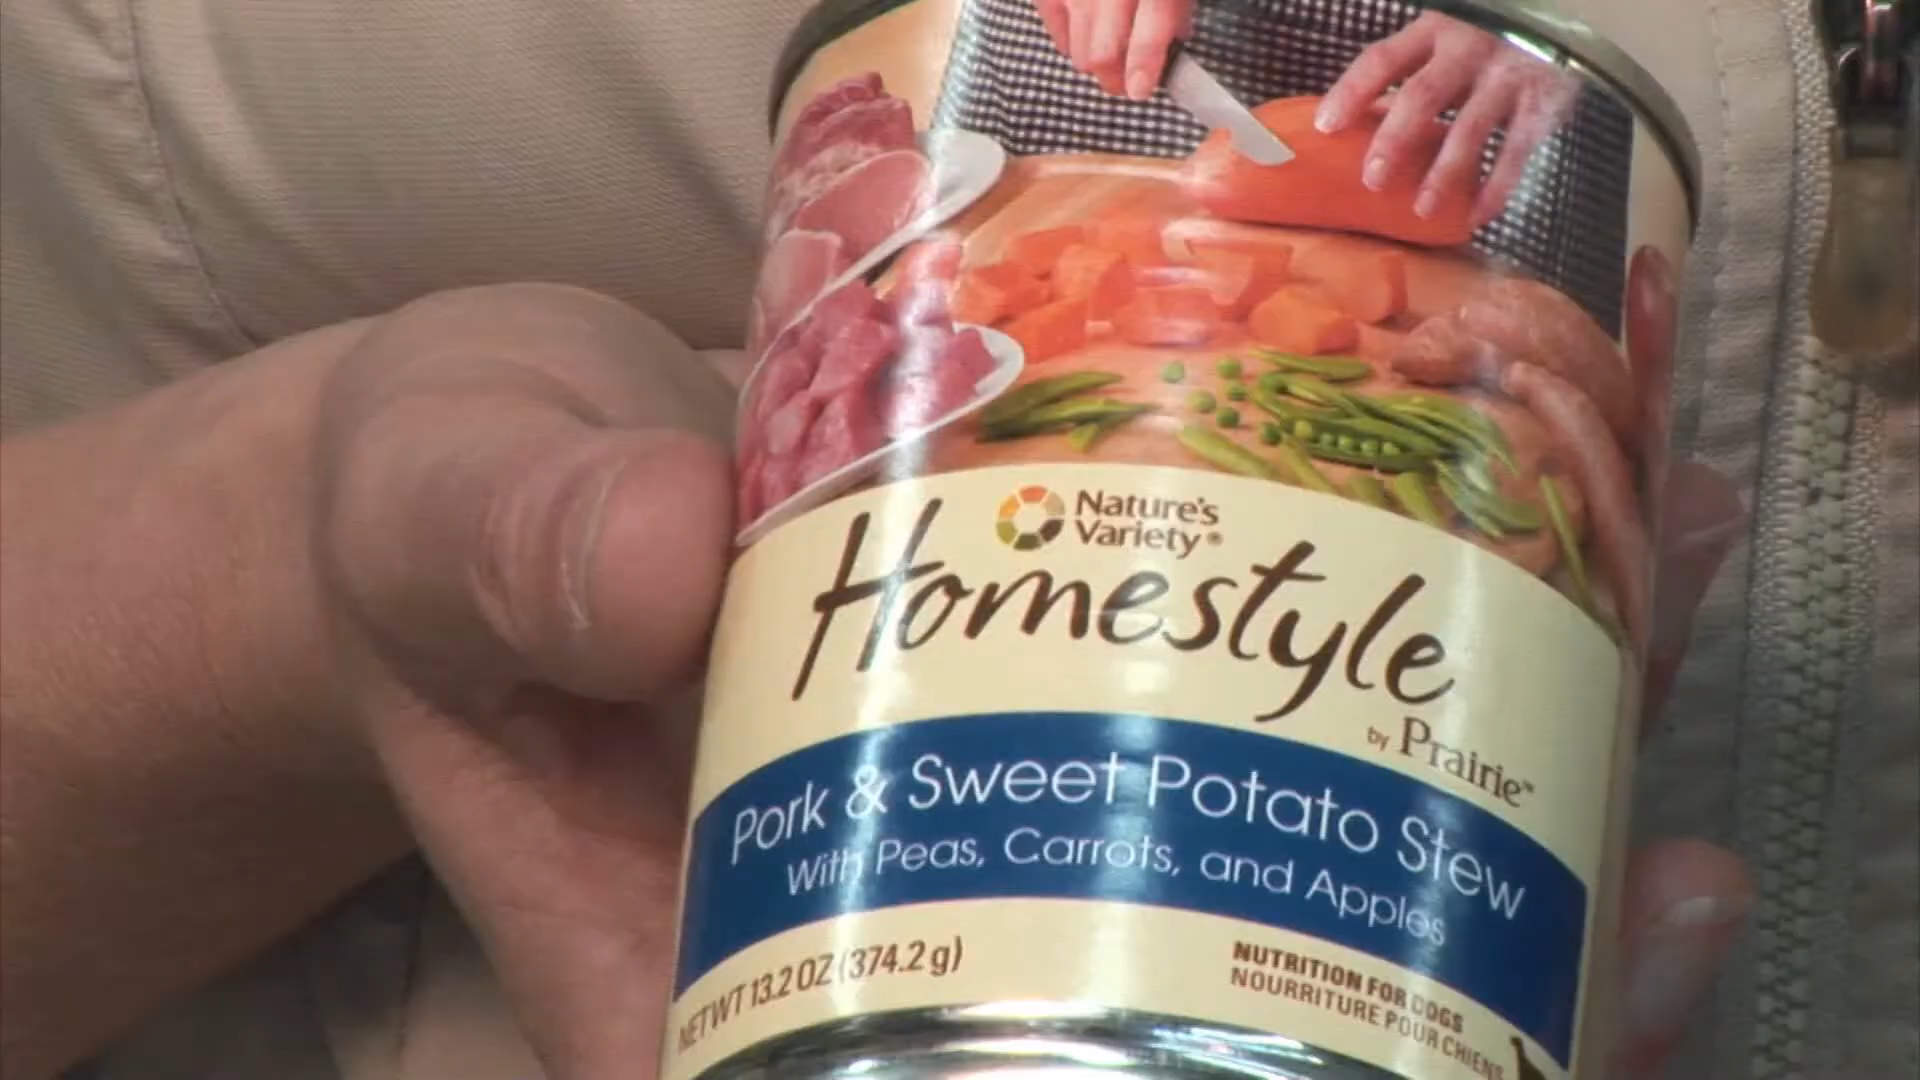 Nature's
Variety®
Homestyle
by Prairie™
Pork & Sweet Potato Stew
With Peas, Carrots, and Apples
NET WT 13.2 OZ (374.2 g)
NUTRITION FOR DOGS
NOURRITURE POUR CHIENS